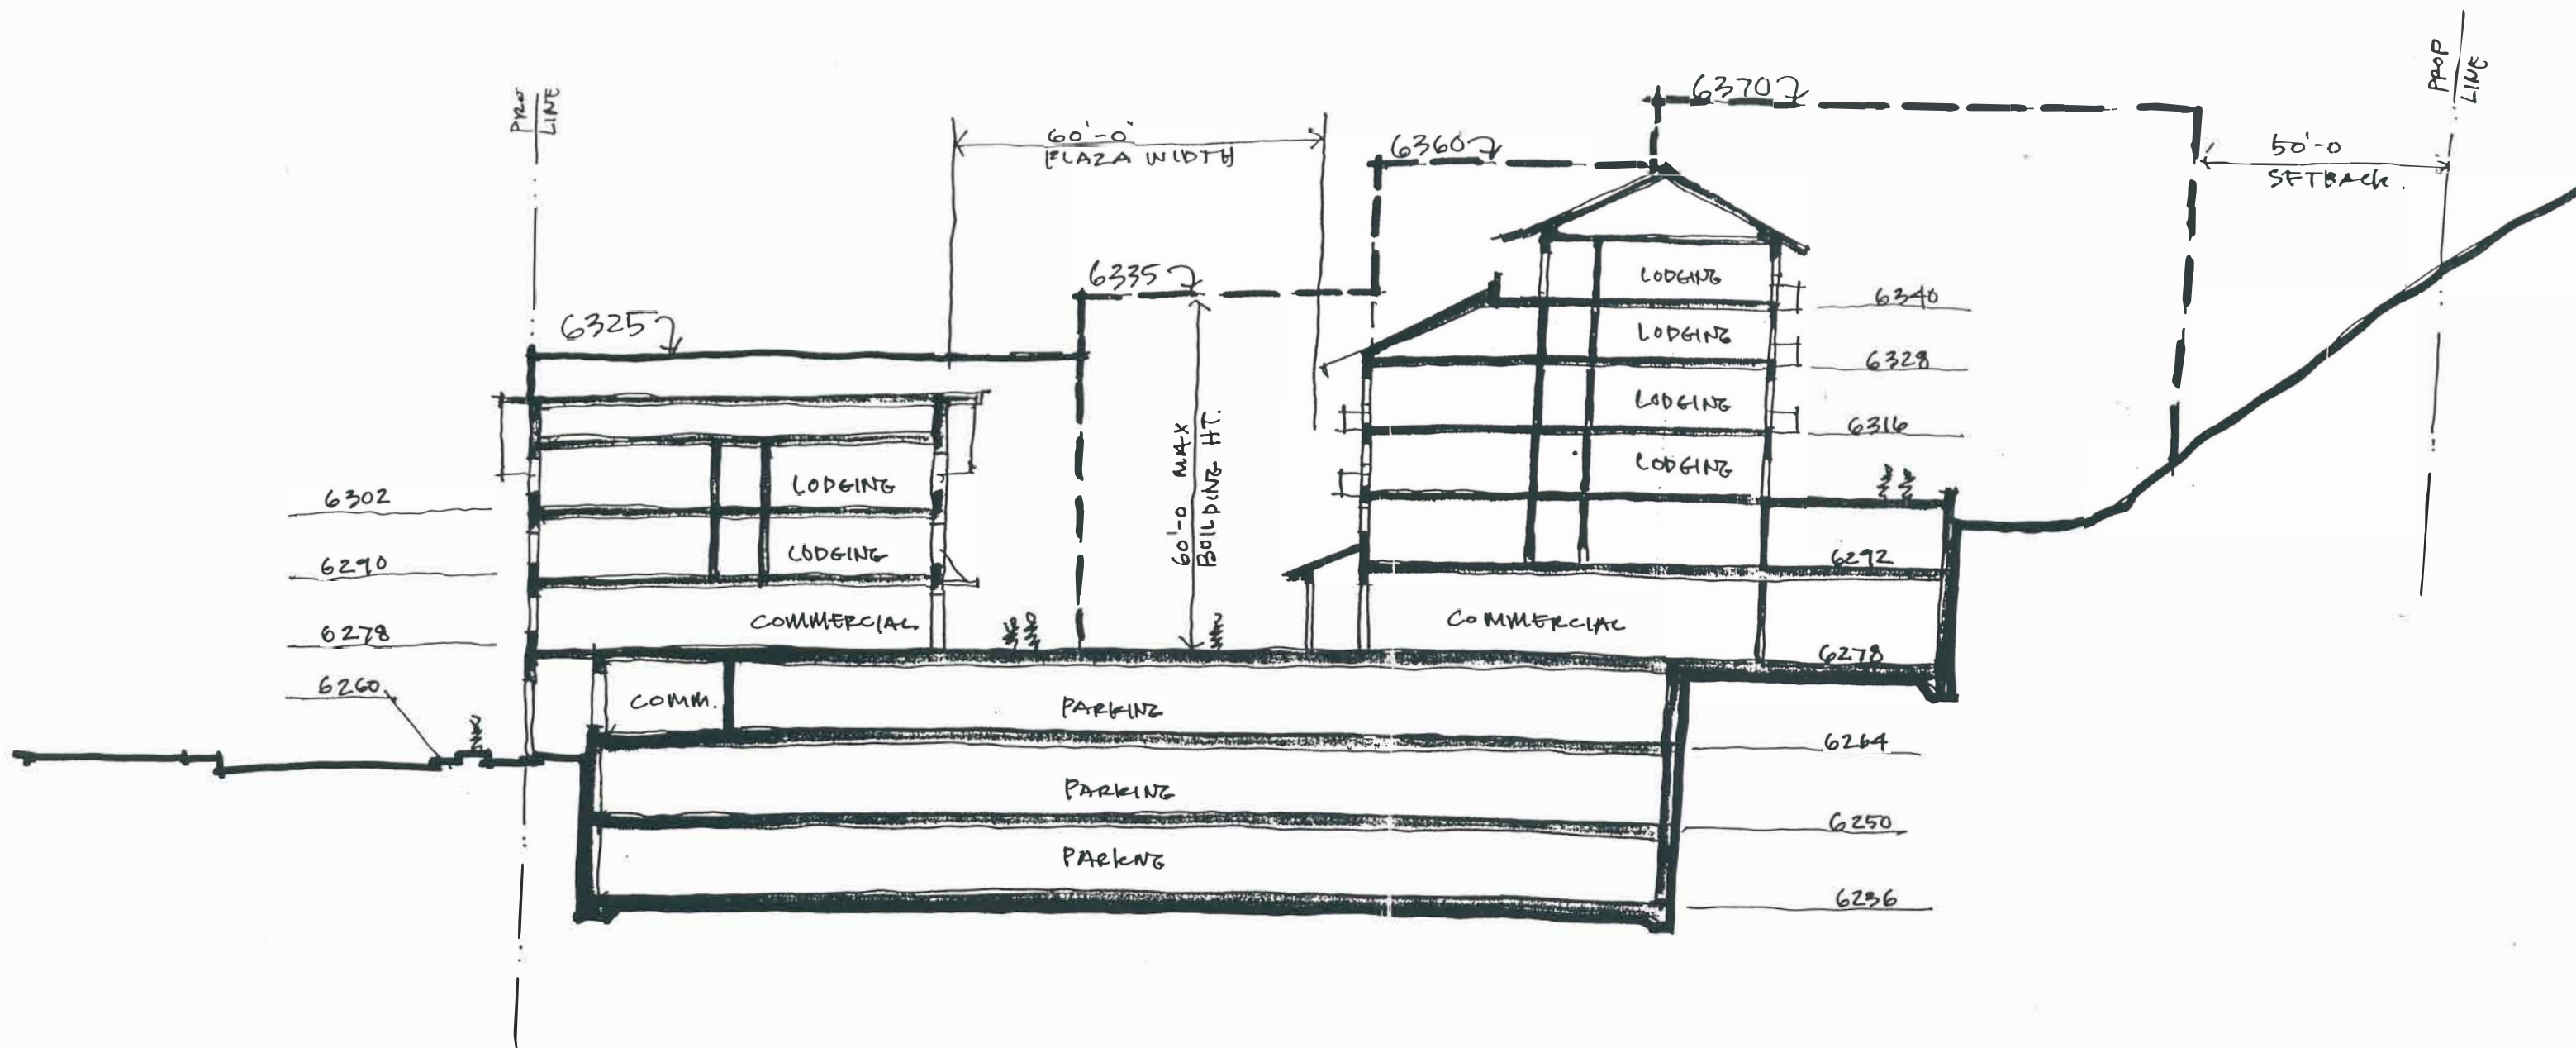 PROP
LINE
PROP
LINE
6370
60'-0"
PLAZA WIDTH
6360
50'-0
SETBACK.
6335
6325
LODGING
6340
LODGING
6328
LODGING
6316
60'-0 MAX
BUILDING HT.
LODGING
LODGING
6302
LODGING
6290
6292
COMMERCIAL
COMMERCIAL
6278
6278
6260
COMM.
PARKING
6264
PARKING
6250
PARKNG
6236